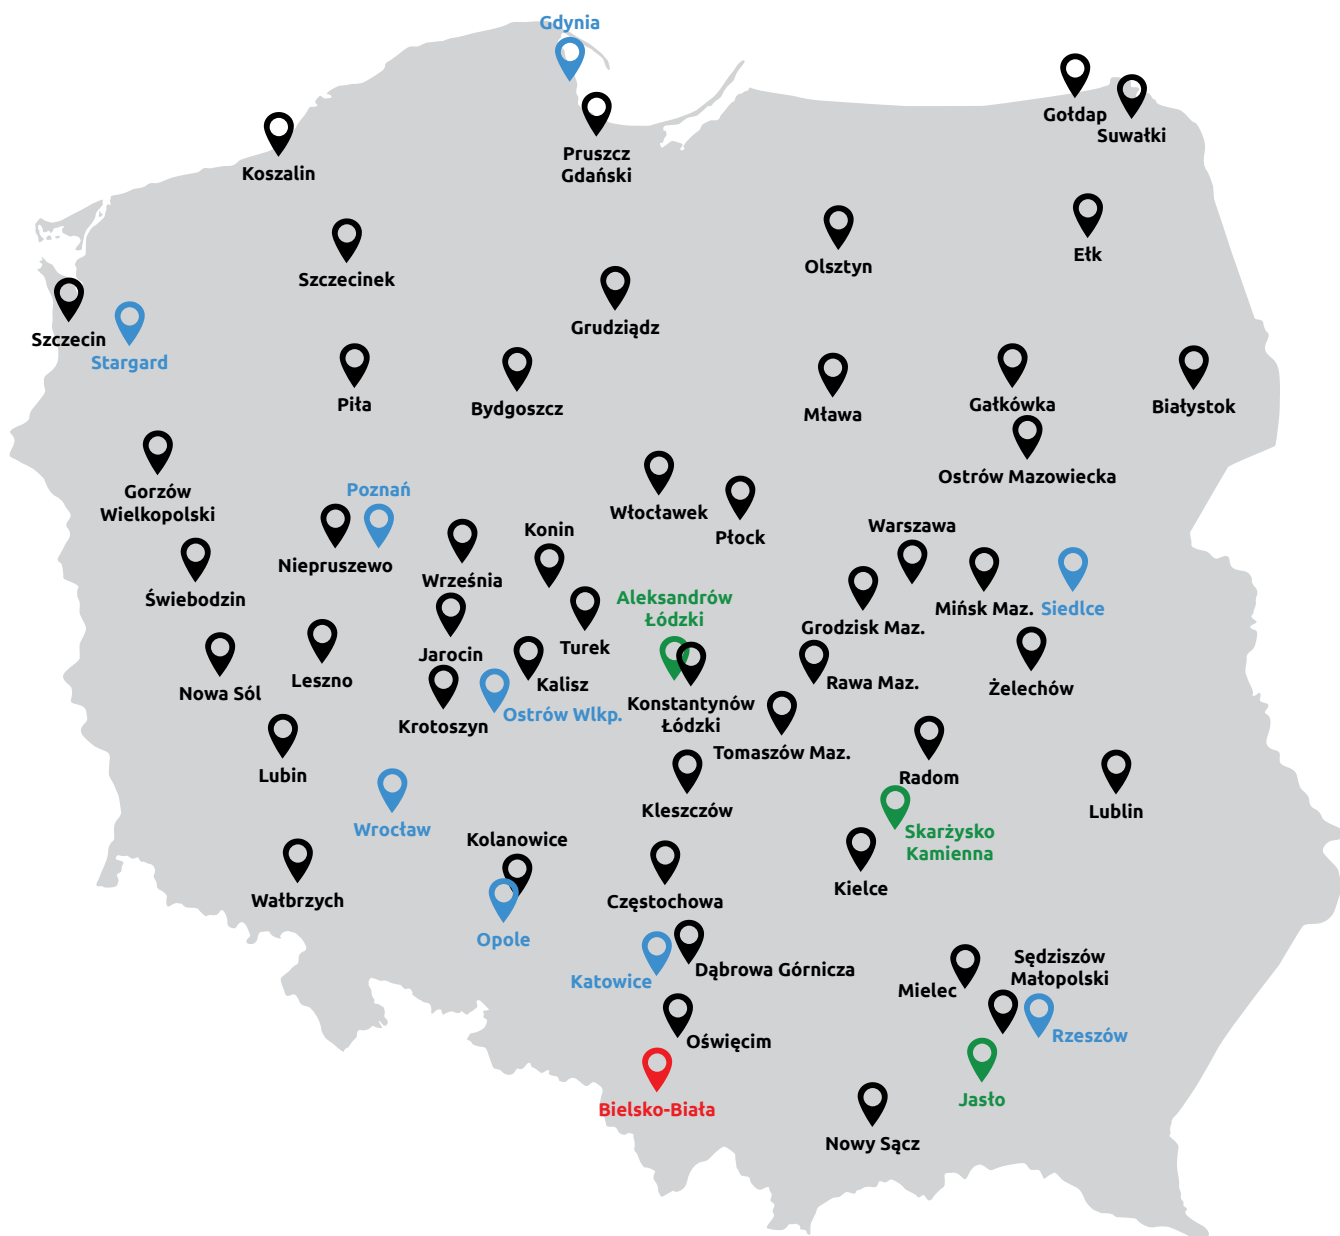 Gdynia
Gołdap
Suwałki
Pruszcz
Gdański
Koszalin
Ełk
Olsztyn
Szczecinek
Grudziądz
Szczecin
Stargard
Piła
Bydgoszcz
Mława
Gałkówka
Białystok
Ostrów Mazowiecka
Gorzów
Wielkopolski
Poznań
Włocławek
Płock
Warszawa
Konin
Niepruszewo
Września
Świebodzin
Aleksandrów
Łódzki
Grodzisk Maz.
Mińsk Maz.
Siedlce
Jarocin
Turek
Leszno
Kalisz
Nowa Sól
Rawa Maz.
Żelechów
Konstantynów
Łódzki
Krotoszyn
Ostrów Wlkp.
Tomaszów Maz.
Lubin
Radom
Kleszczów
Lublin
Wrocław
Skarżysko
Kamienna
Kolanowice
Kielce
Wałbrzych
Częstochowa
Opole
Sędziszów
Małopolski
Dąbrowa Górnicza
Katowice
Mielec
Rzeszów
Oświęcim
Jasło
Bielsko-Biała
Nowy Sącz